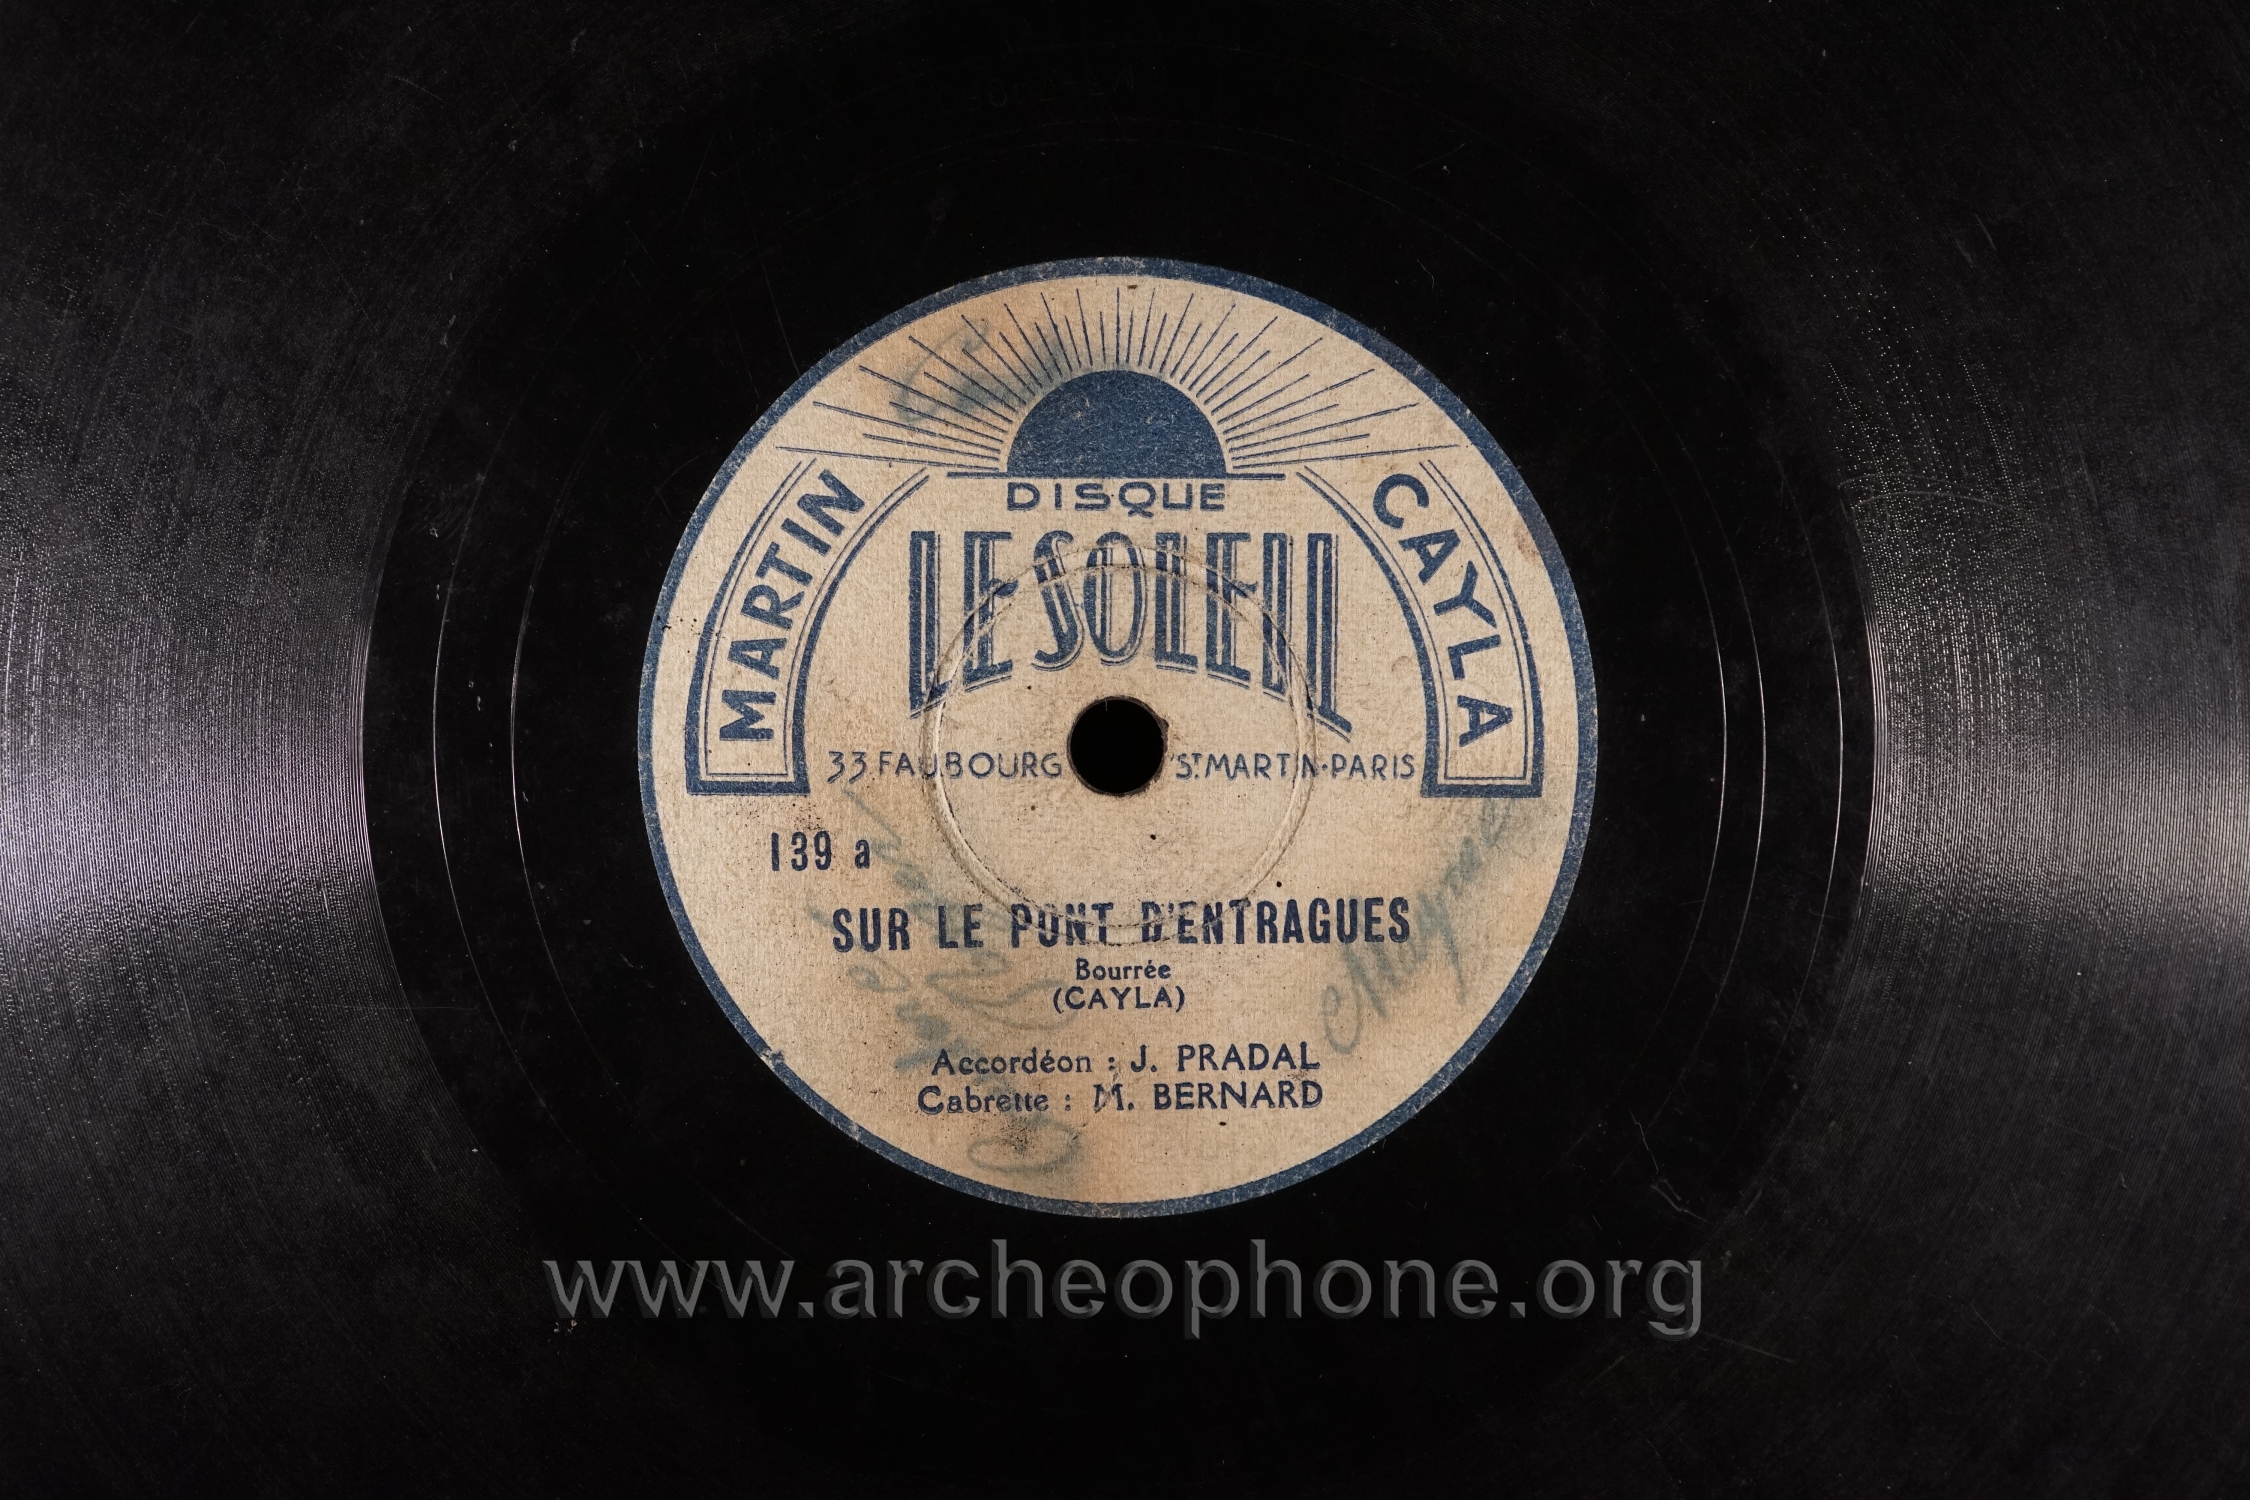 DISQUE
LE SOLEIL
MARTIN CAYLA
33 FAUBOURG ST MARTIN·PARIS
139 a
SUR LE PONT D'ENTRAGUES
Bourrée
(CAYLA)
Accordéon : J. PRADAL
Cabrette : M. BERNARD
www.archeophone.org